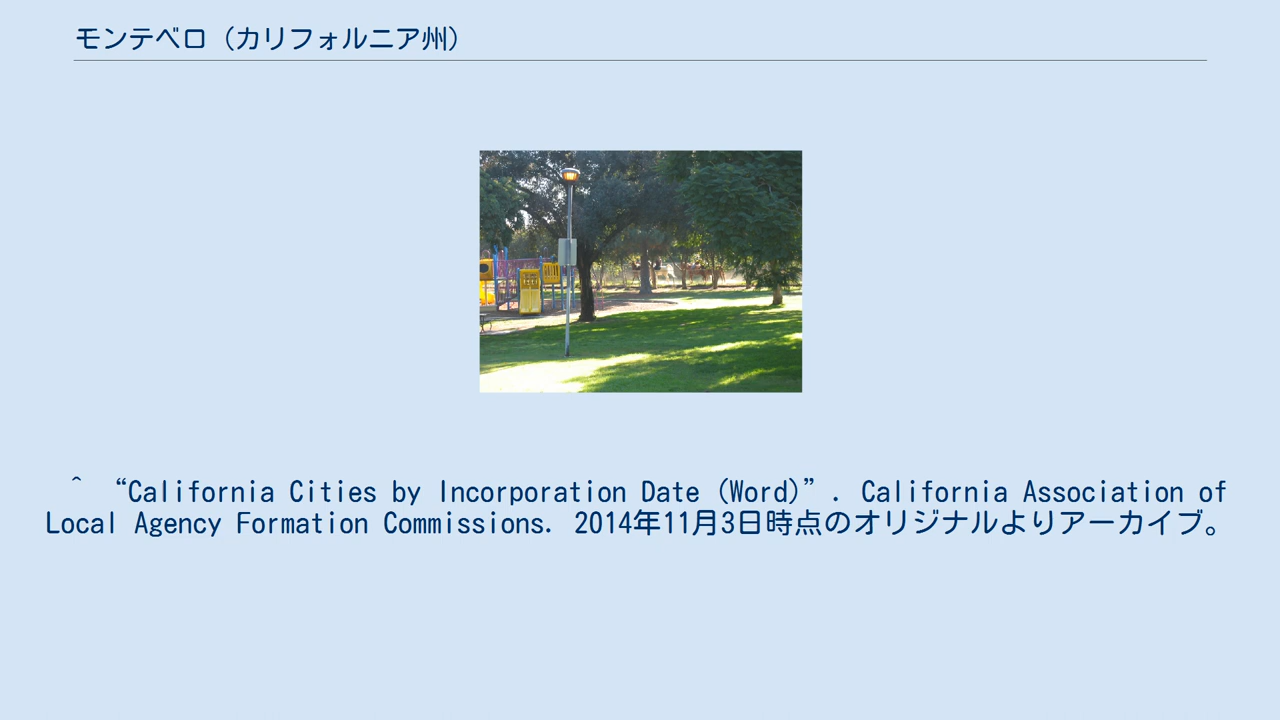 モンテベロ (カリフォルニア州)
^ “California Cities by Incorporation Date (Word)”. California Association of
Local Agency Formation Commissions. 2014年11月3日時点のオリジナルよりアーカイブ。